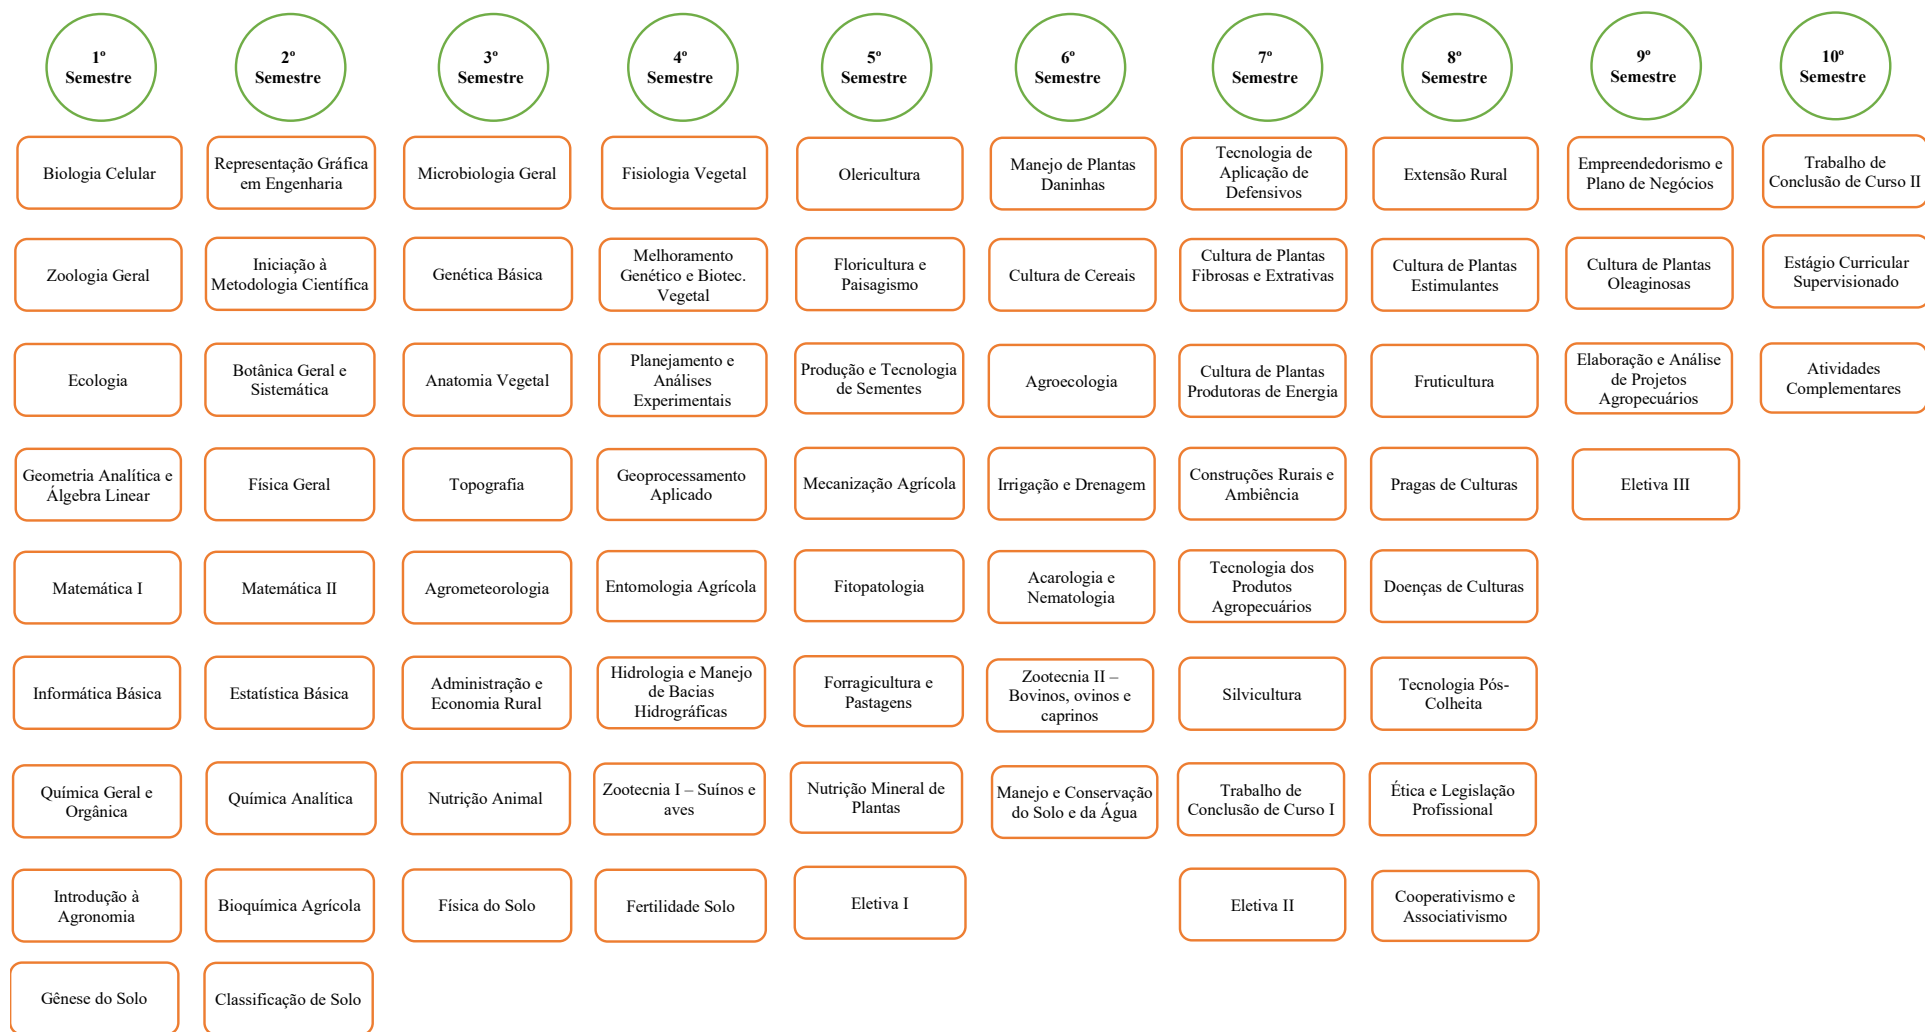 1º
Semestre
2º
Semestre
3º
Semestre
4º
Semestre
5º
Semestre
6º
Semestre
7º
Semestre
8º
Semestre
9º
Semestre
10º
Semestre
Biologia Celular
Representação Gráfica
em Engenharia
Microbiologia Geral
Fisiologia Vegetal
Olericultura
Manejo de Plantas
Daninhas
Tecnologia de
Aplicação de
Defensivos
Extensão Rural
Empreendedorismo e
Plano de Negócios
Trabalho de
Conclusão de Curso II
Zoologia Geral
Iniciação à
Metodologia Científica
Genética Básica
Melhoramento
Genético e Biotec.
Vegetal
Floricultura e
Paisagismo
Cultura de Cereais
Cultura de Plantas
Fibrosas e Extrativas
Cultura de Plantas
Estimulantes
Cultura de Plantas
Oleaginosas
Estágio Curricular
Supervisionado
Ecologia
Botânica Geral e
Sistemática
Anatomia Vegetal
Planejamento e
Análises
Experimentais
Produção e Tecnologia
de Sementes
Agroecologia
Cultura de Plantas
Produtoras de Energia
Fruticultura
Elaboração e Análise
de Projetos
Agropecuários
Atividades
Complementares
Geometria Analítica e
Álgebra Linear
Física Geral
Topografia
Geoprocessamento
Aplicado
Mecanização Agrícola
Irrigação e Drenagem
Construções Rurais e
Ambiência
Pragas de Culturas
Eletiva III
Matemática I
Matemática II
Agrometeorologia
Entomologia Agrícola
Fitopatologia
Acarologia e
Nematologia
Tecnologia dos
Produtos
Agropecuários
Doenças de Culturas
Informática Básica
Estatística Básica
Administração e
Economia Rural
Hidrologia e Manejo
de Bacias
Hidrográficas
Forragicultura e
Pastagens
Zootecnia II –
Bovinos, ovinos e
caprinos
Silvicultura
Tecnologia Pós-
Colheita
Química Geral e
Orgânica
Química Analítica
Nutrição Animal
Zootecnia I – Suínos e
aves
Nutrição Mineral de
Plantas
Manejo e Conservação
do Solo e da Água
Trabalho de
Conclusão de Curso I
Ética e Legislação
Profissional
Introdução à
Agronomia
Bioquímica Agrícola
Física do Solo
Fertilidade Solo
Eletiva I
Eletiva II
Cooperativismo e
Associativismo
Gênese do Solo
Classificação de Solo